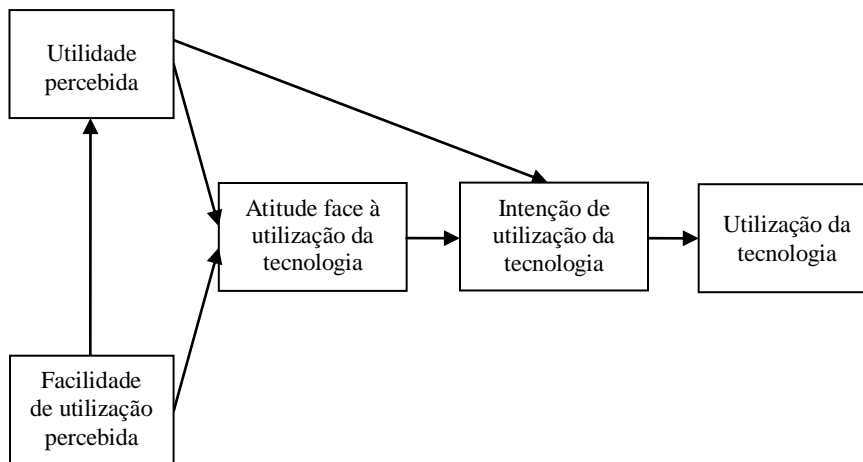 Utilidade
percebida
Atitude face à
utilização da
tecnologia
Intenção de
utilização da
tecnologia
Utilização da
tecnologia
Facilidade
de utilização
percebida